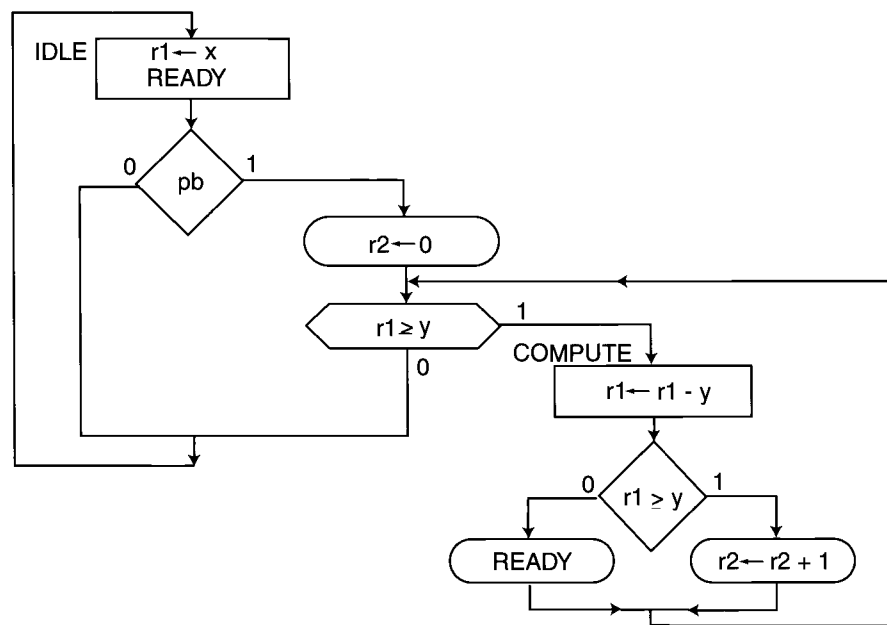 IDLE
r1 ← x
READY
0
pb
1
r2 ← 0
r1 ≥ y
1
0
COMPUTE
r1 ← r1 - y
0
r1 ≥ y
1
READY
r2 ← r2 + 1